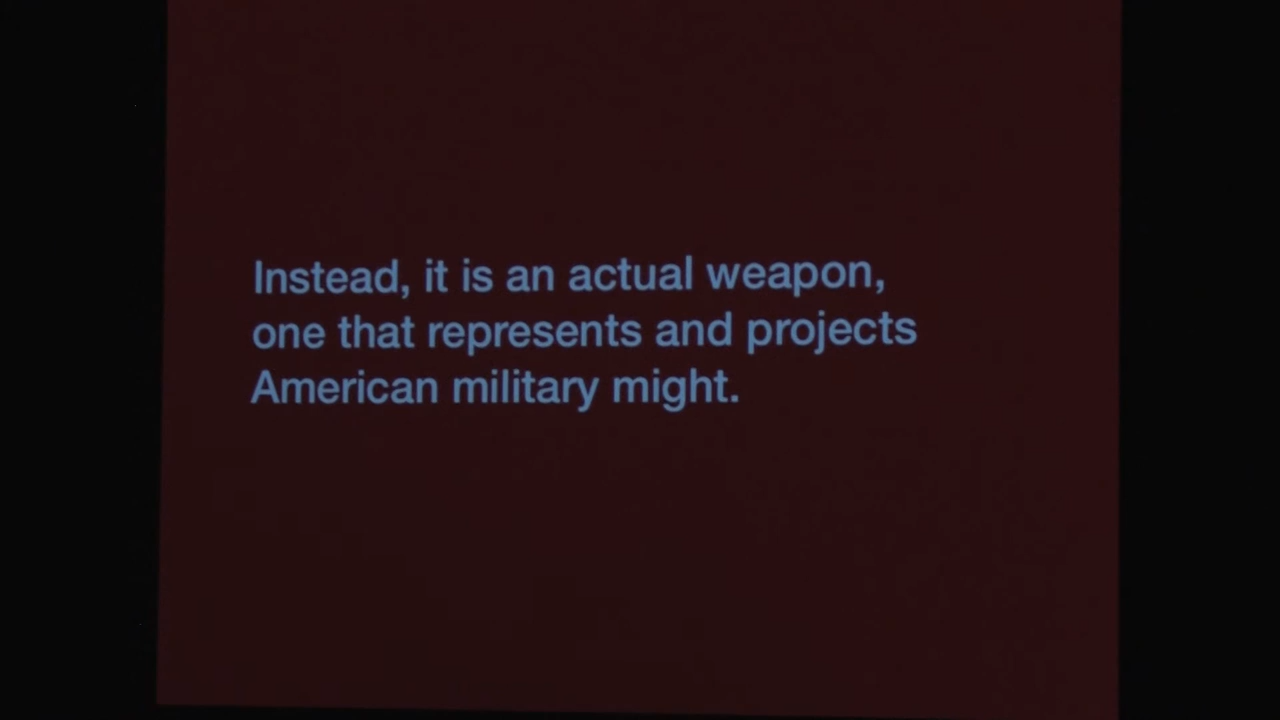 Instead, it is an actual weapon,
one that represents and projects
American military might.